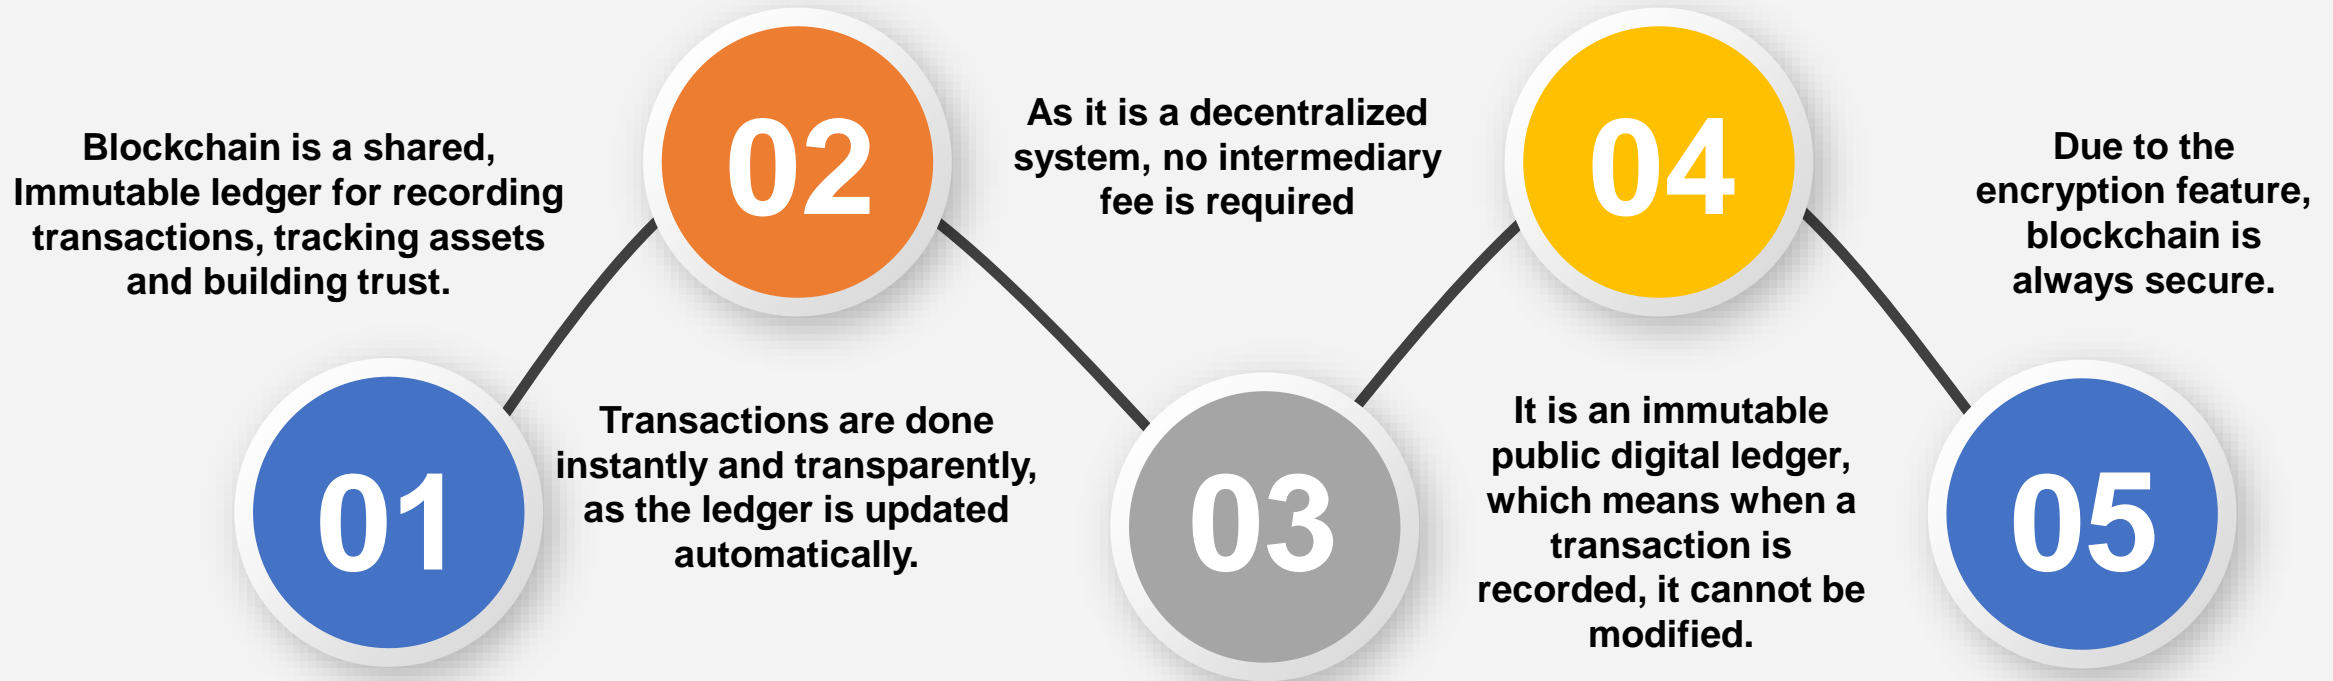 Blockchain is a shared,
Immutable ledger for recording
transactions, tracking assets
and building trust.
01
02
Transactions are done
instantly and transparently,
as the ledger is updated
automatically.
As it is a decentralized
system, no intermediary
fee is required
03
04
It is an immutable
public digital ledger,
which means when a
transaction is
recorded, it cannot be
modified.
Due to the
encryption feature,
blockchain is
always secure.
05